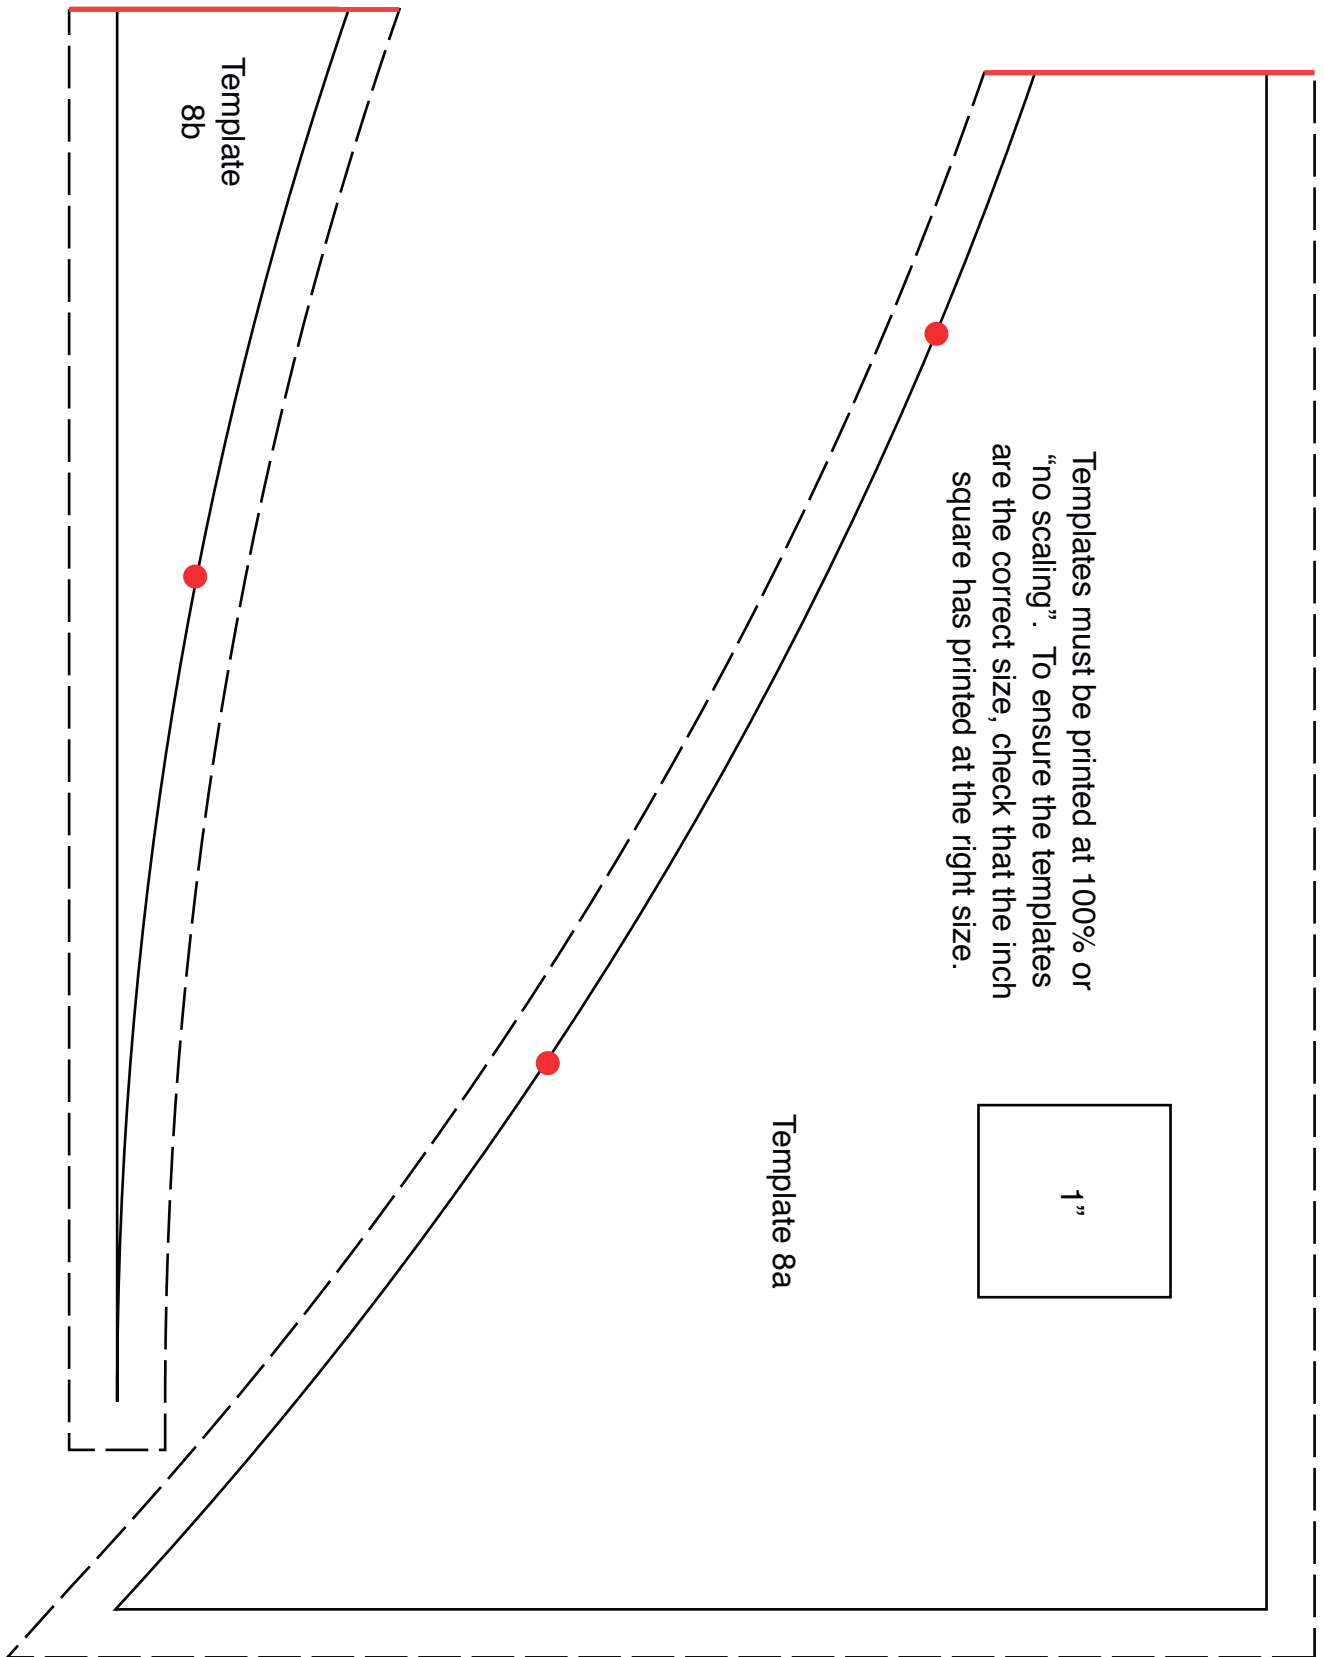 Template
8b
Templates must be printed at 100% or
“no scaling”.  To ensure the templates
are the correct size, check that the inch
square has printed at the right size.
1”
Template 8a